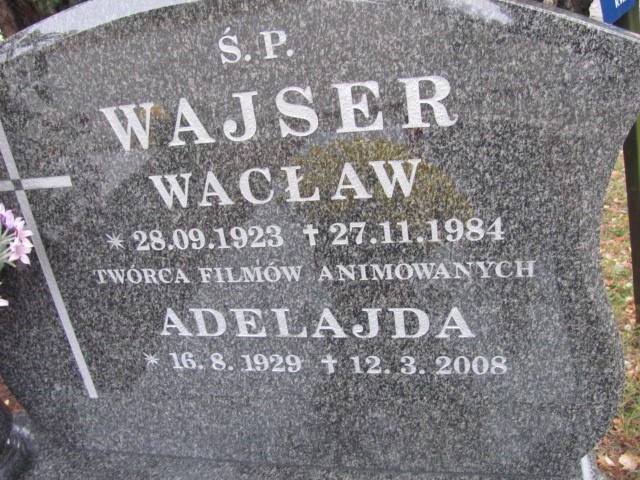 Ś.P.
WAJSER
WACŁAW
* 28.09.1923 † 27.11.1984
TWÓRCA FILMÓW ANIMOWANYCH
ADELAJDA
* 16.8.1929 † 12.3.2008